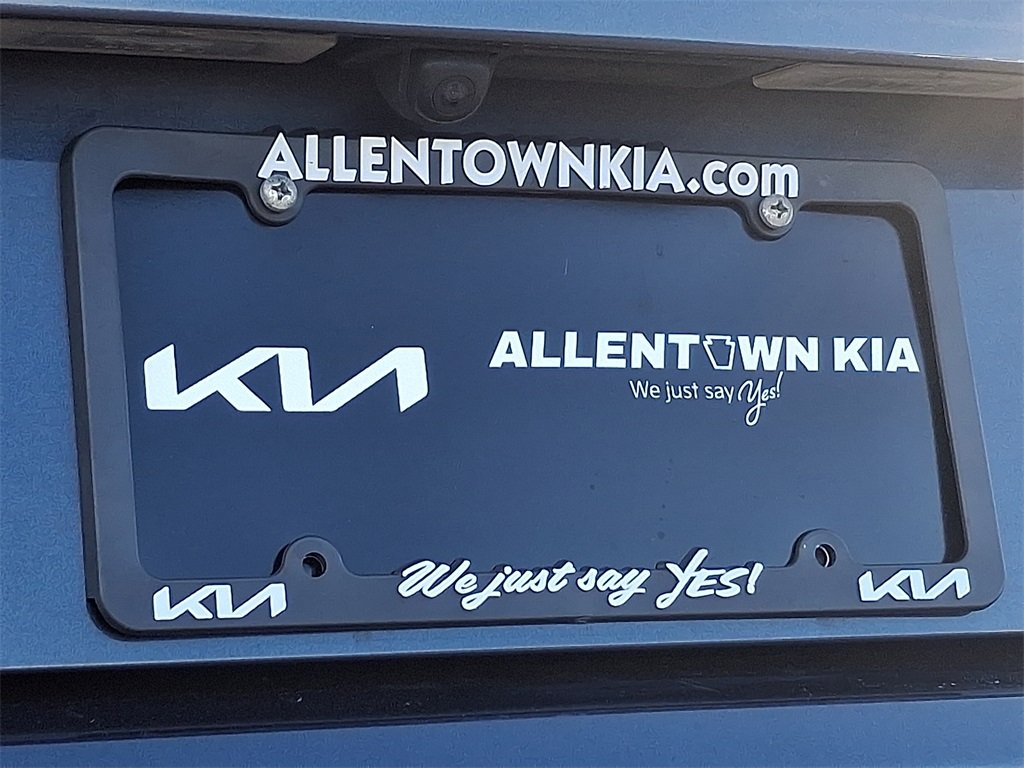 ALLENTOWNKIA.com
KIA
ALLENTOWN KIA
We just say Yes!
We just say YES!
KIA
KIA